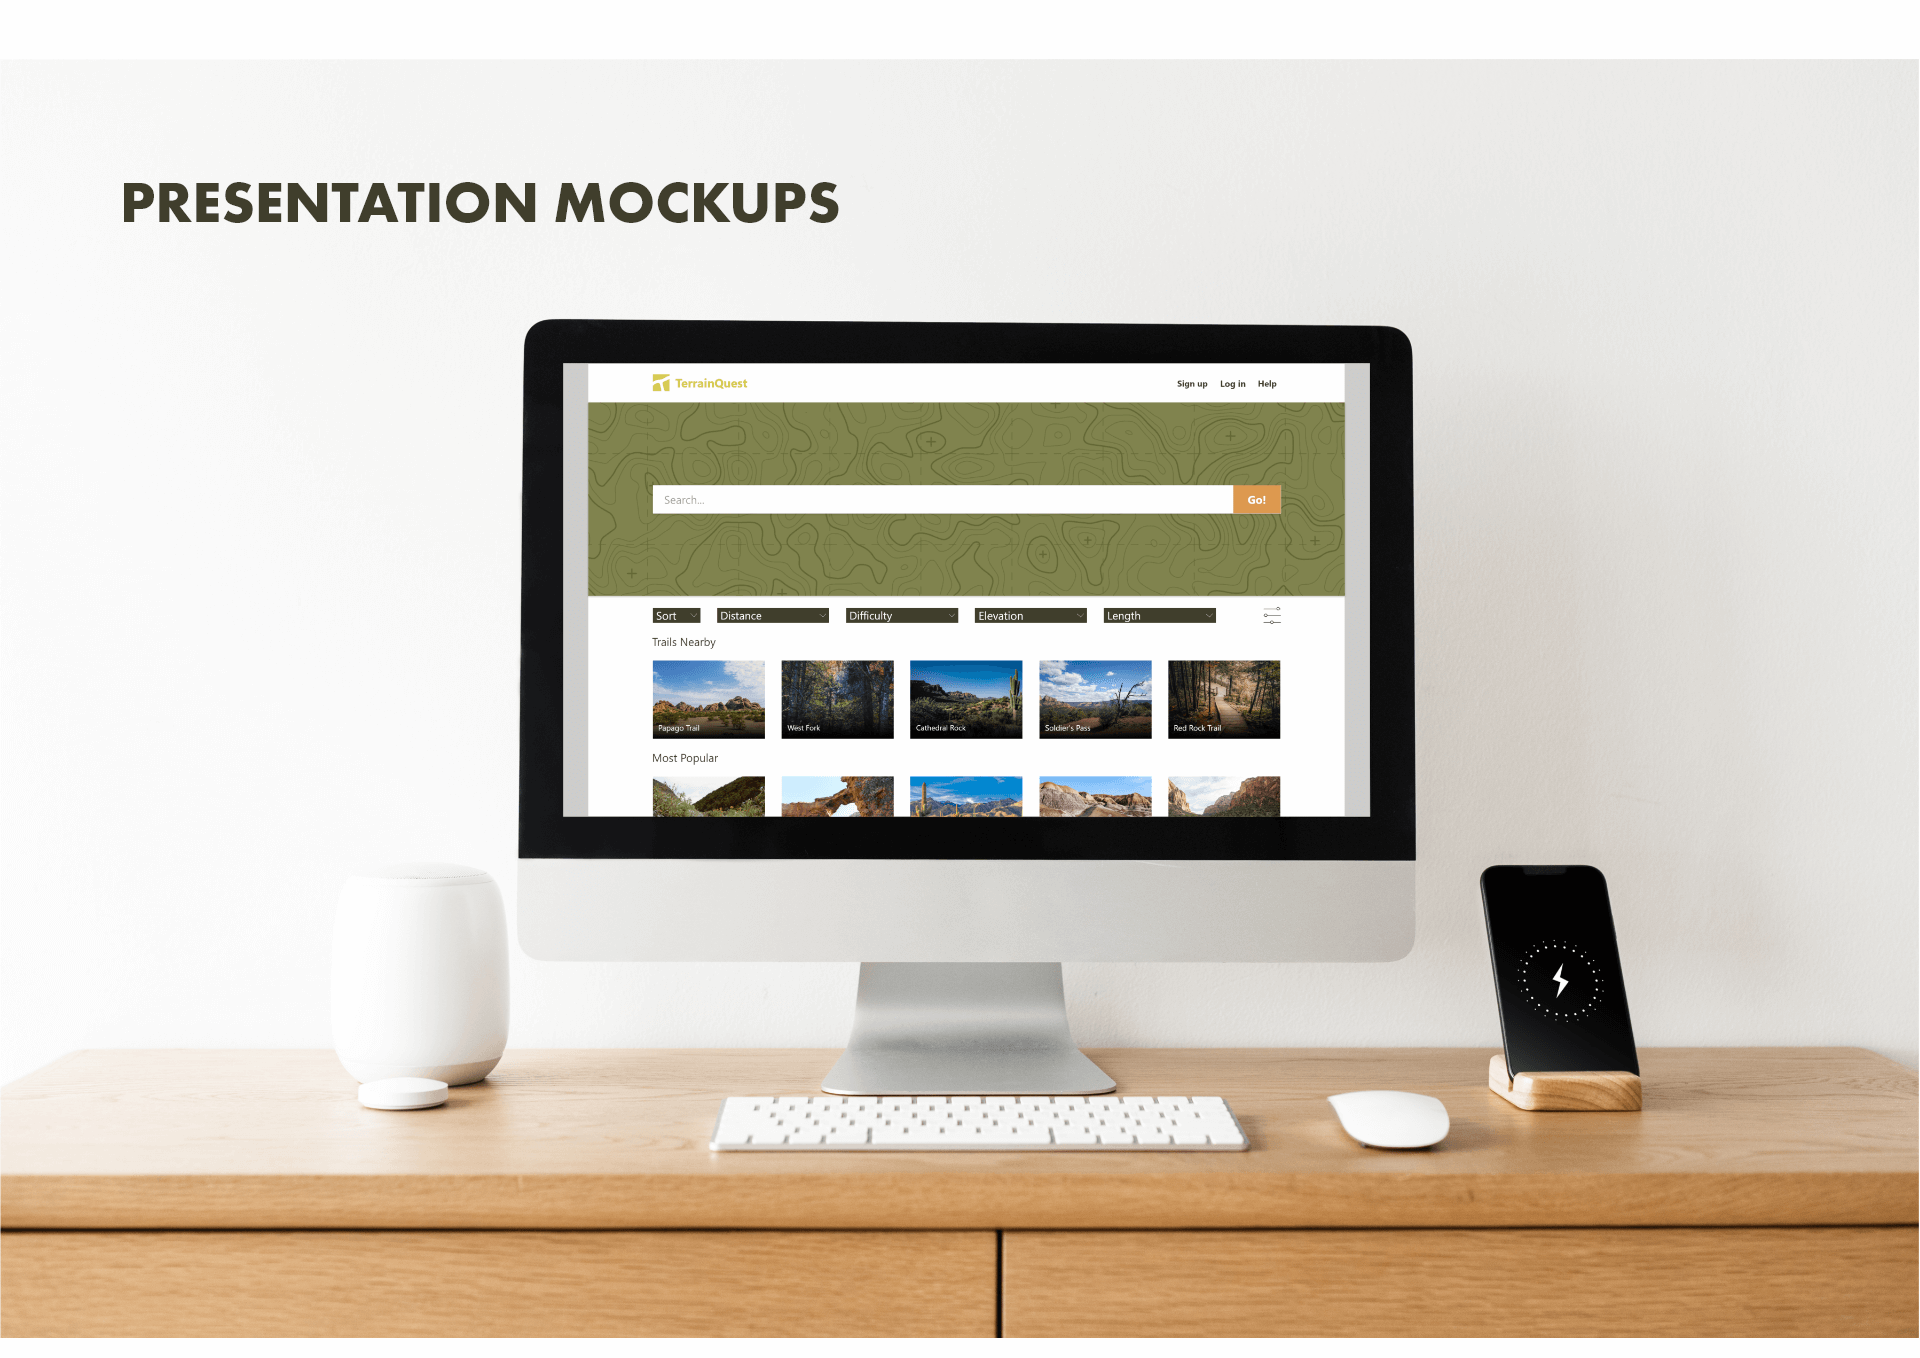 PRESENTATION MOCKUPS
TerrainQuest
Sign up Log in Help
Search... Go!
Sort Distance Difficulty Elevation Length
Trails Nearby
Papago Trail West Fork Cathedral Rock Soldier's Pass Red Rock Trail
Most Popular